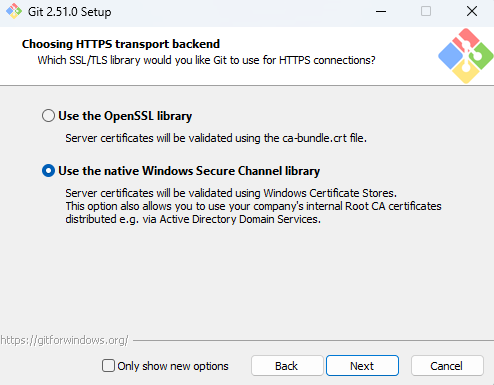 Git 2.51.0 Setup
Choosing HTTPS transport backend
Which SSL/TLS library would you like Git to use for HTTPS connections?
Use the OpenSSL library
Server certificates will be validated using the ca-bundle.crt file.
Use the native Windows Secure Channel library
Server certificates will be validated using Windows Certificate Stores.
This option also allows you to use your company's internal Root CA certificates
distributed e.g. via Active Directory Domain Services.
https://gitforwindows.org/
Only show new options
Back
Next
Cancel